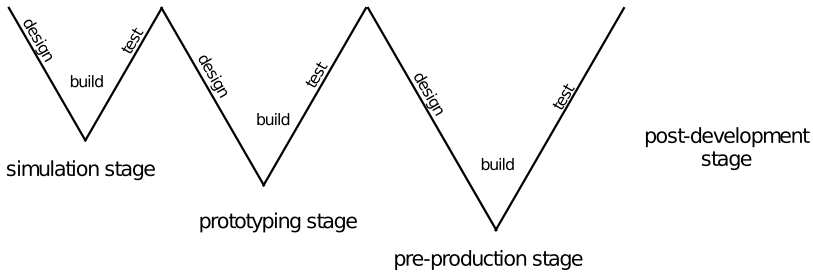 design
build
test
simulation stage
design
build
test
prototyping stage
design
build
test
pre-production stage
post-development
stage